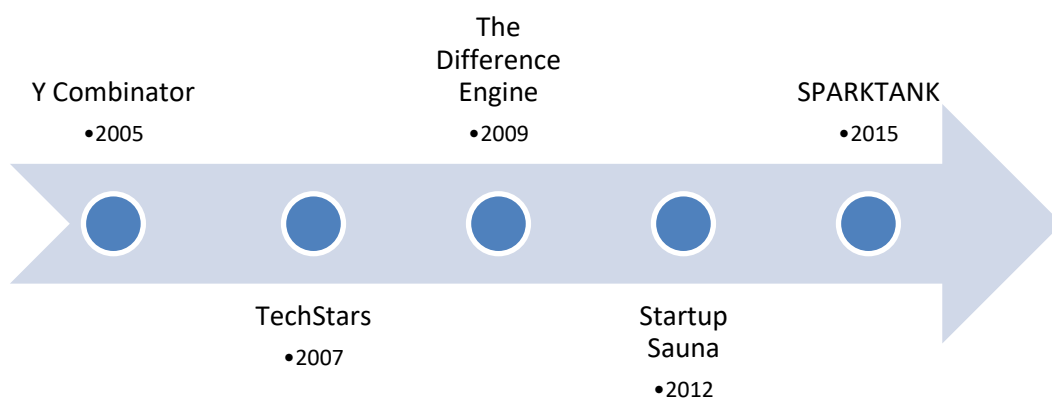 Y Combinator
•2005
TechStars
•2007
The
Difference
Engine
•2009
Startup
Sauna
•2012
SPARKTANK
•2015